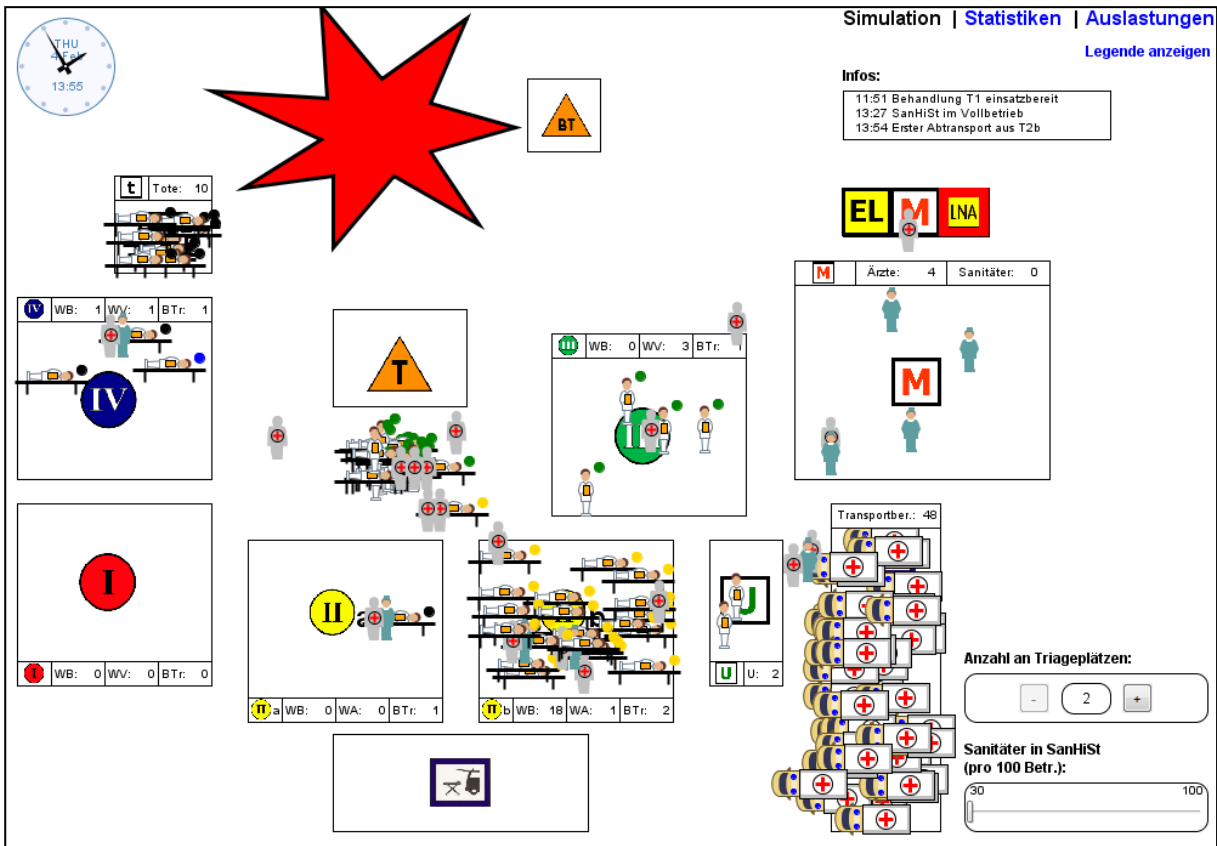 Simulation | Statistiken | Auslastungen
Legende anzeigen
THU
4 Feb
13:55
Infos:
11:51 Behandlung T1 einsatzbereit
13:27 SanHiSt im Vollbetrieb
13:54 Erster Abtransport aus T2b
BT
t Tote: 10
EL M LNA
M Ärzte: 4 Sanitäter: 0
IV WB: 1 WV: 1 BTr: 1
IV
T
III WB: 0 WV: 3 BTr:
M
I
I WB: 0 WV: 0 BTr: 0
II
II a WB: 0 WA: 0 BTr: 1
II b WB: 18 WA: 1 BTr: 2
U
U U: 2
Transportber.: 48
Anzahl an Triageplätzen:
- 2 +
Sanitäter in SanHiSt
(pro 100 Betr.):
30 100